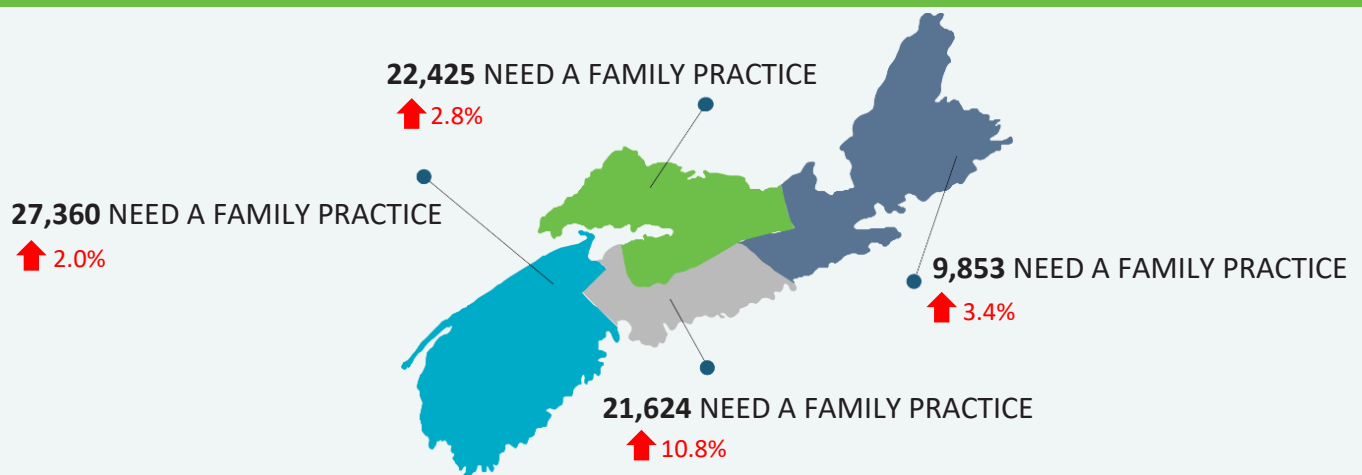 22,425 NEED A FAMILY PRACTICE
2.8%
27,360 NEED A FAMILY PRACTICE
2.0%
9,853 NEED A FAMILY PRACTICE
3.4%
21,624 NEED A FAMILY PRACTICE
10.8%